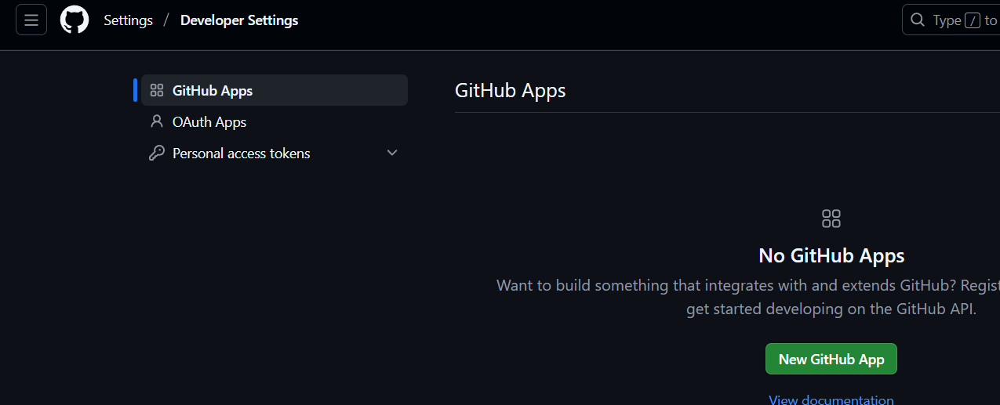 Settings / Developer Settings
Type / to
GitHub Apps
OAuth Apps
Personal access tokens
GitHub Apps
No GitHub Apps
Want to build something that integrates with and extends GitHub? Regist
get started developing on the GitHub API.
New GitHub App
View documentation